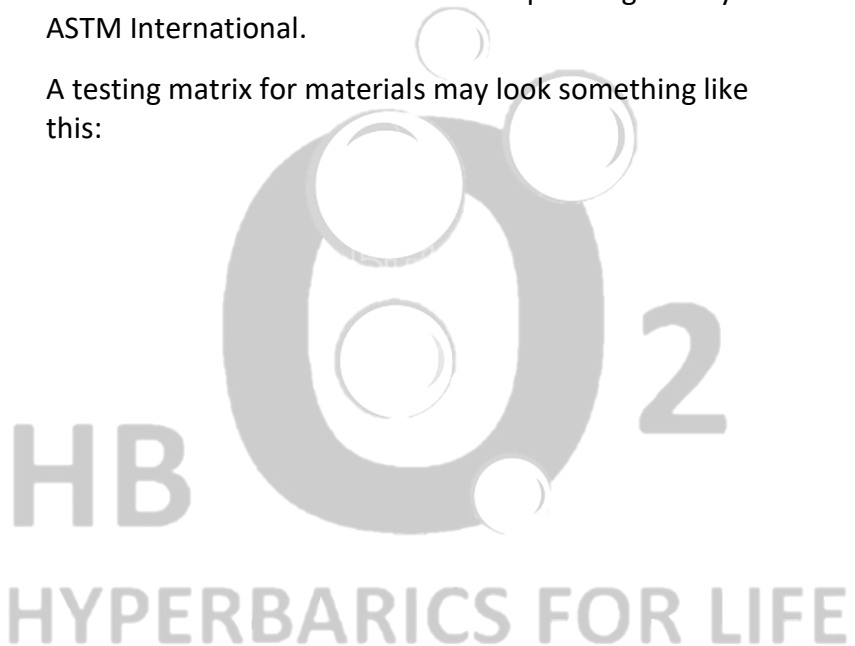 ASTM International.
A testing matrix for materials may look something like
this:
HB O 2
HYPERBARICS FOR LIFE